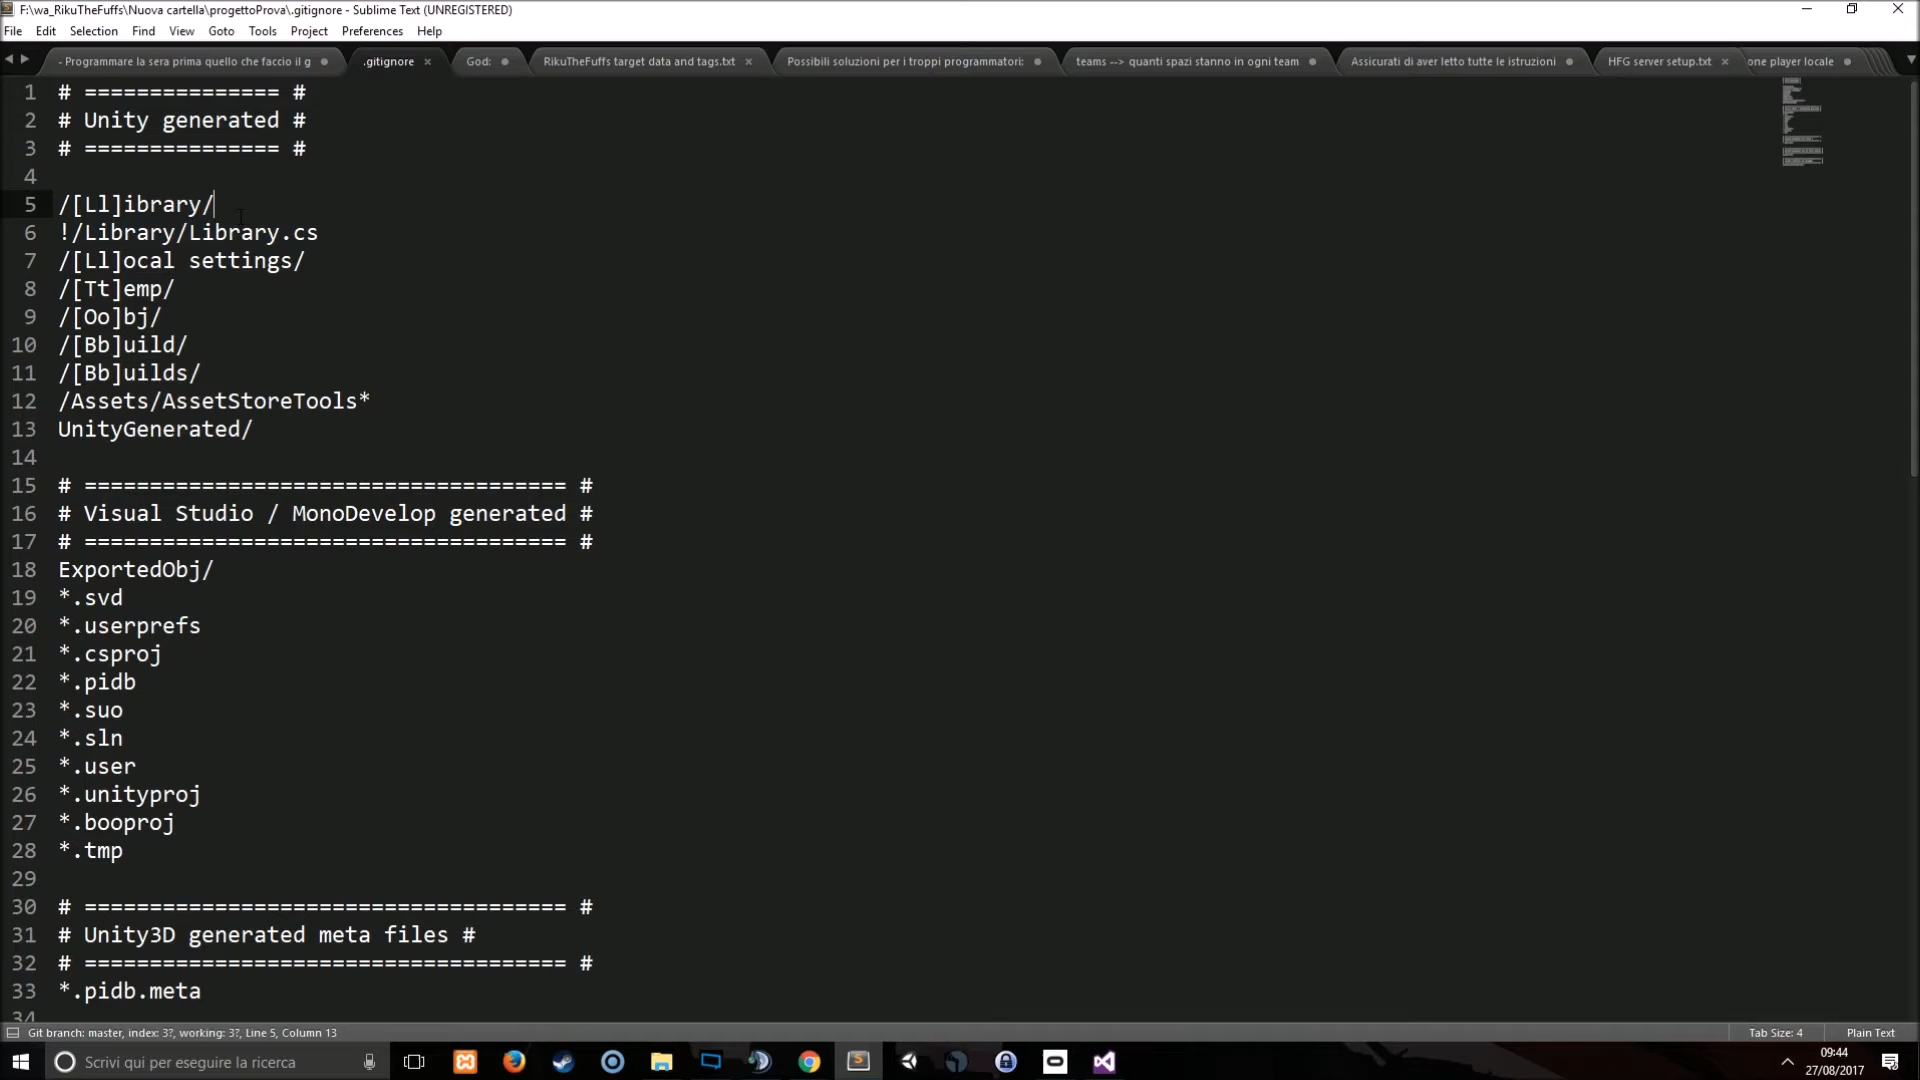 F:\wa_RikuTheFuffs\Nuova cartella\progettoProva\.gitignore - Sublime Text (UNREGISTERED)
File Edit Selection Find View Goto Tools Project Preferences Help
- Programmare la sera prima quello che faccio il g .gitignore God: RikuTheFuffs target data and tags.txt Possibili soluzioni per i troppi programmatori: teams --> quanti spazi stanno in ogni team Assicurati di aver letto tutte le istruzioni HFG server setup.txt one player locale
1 # =============== #
2 # Unity generated #
3 # =============== #
4
5 /[Ll]ibrary/
6 !/Library/Library.cs
7 /[Ll]ocal settings/
8 /[Tt]emp/
9 /[Oo]bj/
10 /[Bb]uild/
11 /[Bb]uilds/
12 /Assets/AssetStoreTools*
13 UnityGenerated/
14
15 # ===================================== #
16 # Visual Studio / MonoDevelop generated #
17 # ===================================== #
18 ExportedObj/
19 *.svd
20 *.userprefs
21 *.csproj
22 *.pidb
23 *.suo
24 *.sln
25 *.user
26 *.unityproj
27 *.booproj
28 *.tmp
29
30 # ===================================== #
31 # Unity3D generated meta files #
32 # ===================================== #
33 *.pidb.meta
34
Git branch: master, index: 3?, working: 3?, Line 5, Column 13 Tab Size: 4 Plain Text
Scrivi qui per eseguire la ricerca 09:44
27/08/2017